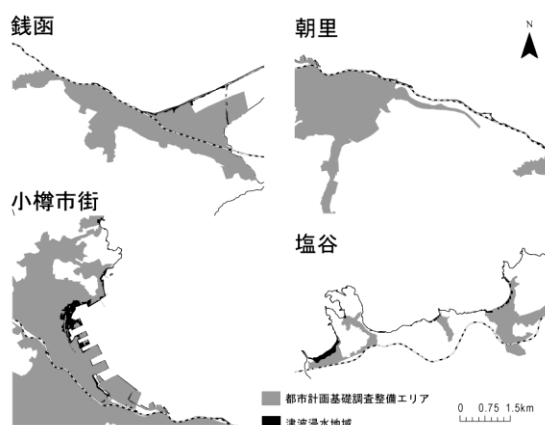 銭函
朝里
N
小樽市街
塩谷
都市計画基礎調査整備エリア
津波浸水地域
0 0.75 1.5km